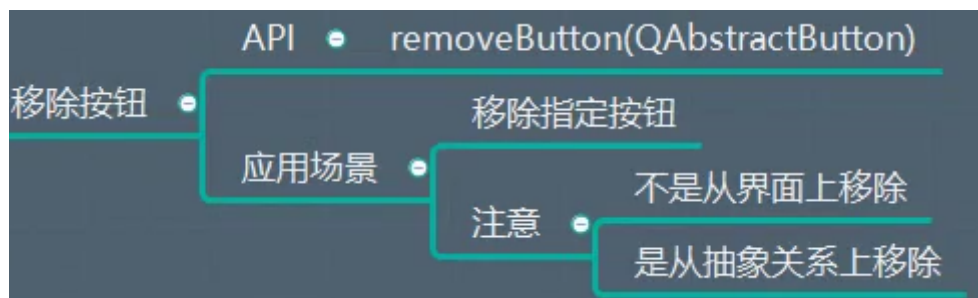 API removeButton(QAbstractButton)
移除按钮
移除指定按钮
应用场景
不是从界面上移除
注意
是从抽象关系上移除